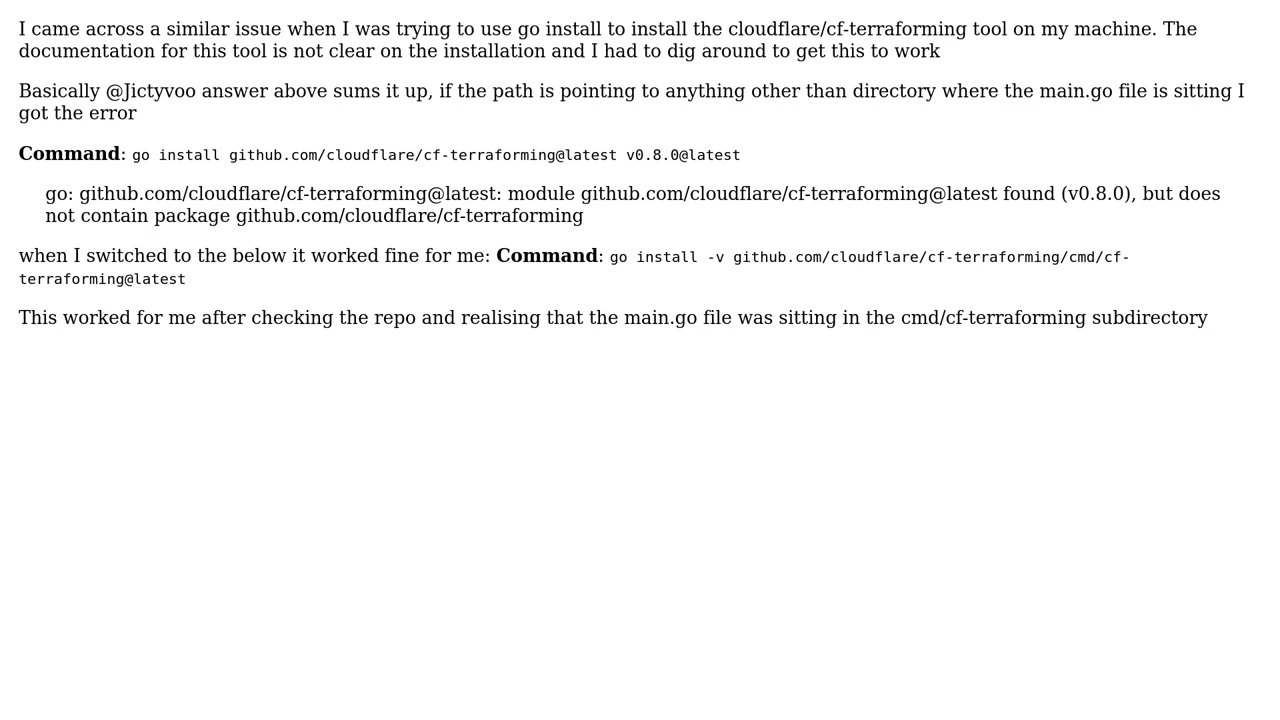 I came across a similar issue when I was trying to use go install to install the cloudflare/cf-terraforming tool on my machine. The
documentation for this tool is not clear on the installation and I had to dig around to get this to work
Basically @Jictyvoo answer above sums it up, if the path is pointing to anything other than directory where the main.go file is sitting I
got the error
Command: go install github.com/cloudflare/cf-terraforming@latest v0.8.0@latest
go: github.com/cloudflare/cf-terraforming@latest: module github.com/cloudflare/cf-terraforming@latest found (v0.8.0), but does
not contain package github.com/cloudflare/cf-terraforming
when I switched to the below it worked fine for me: Command: go install -v github.com/cloudflare/cf-terraforming/cmd/cf-
terraforming@latest
This worked for me after checking the repo and realising that the main.go file was sitting in the cmd/cf-terraforming subdirectory